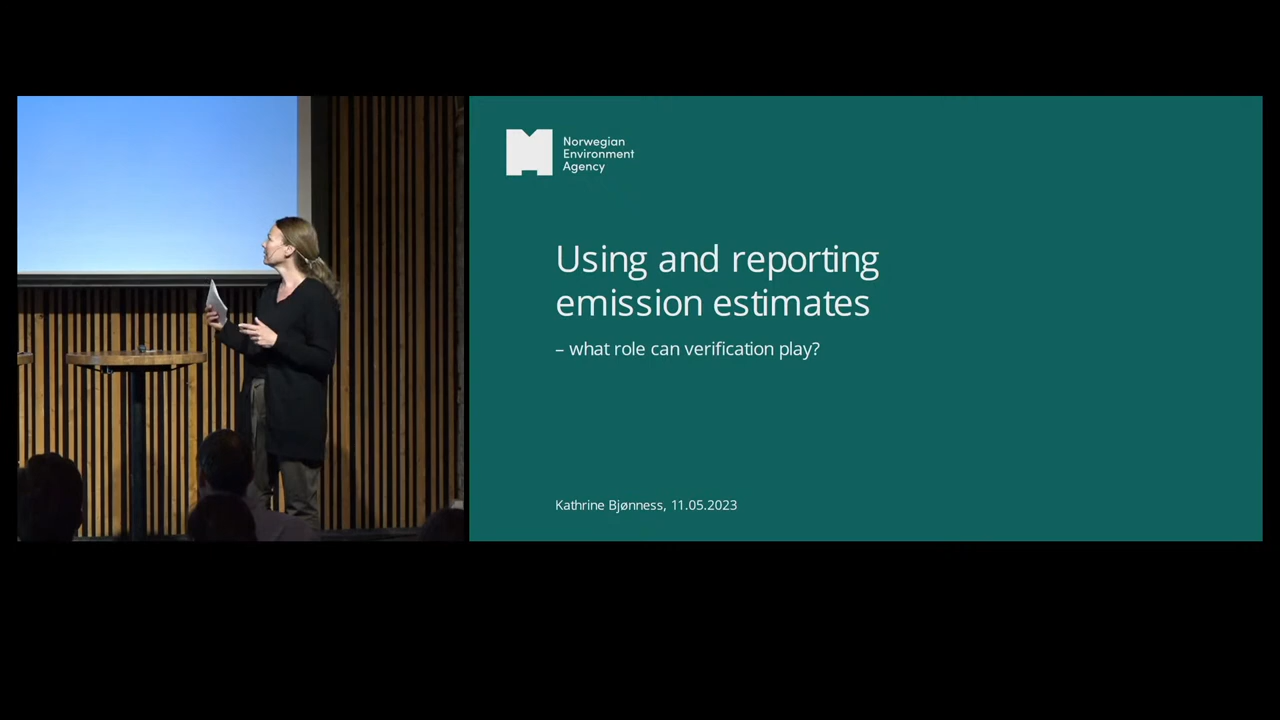 Norwegian
Environment
Agency
Using and reporting
emission estimates
– what role can verification play?
Kathrine Bjønness, 11.05.2023